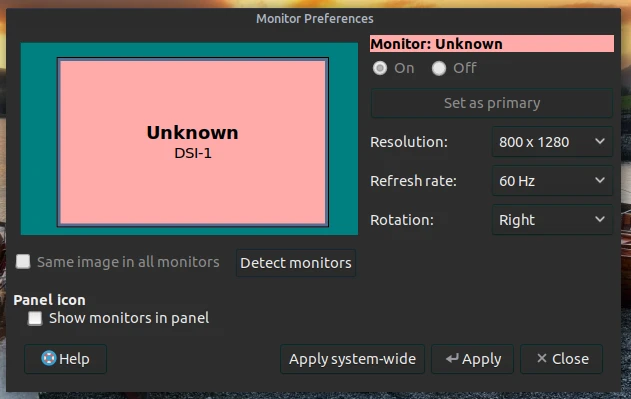 Monitor Preferences
Unknown
DSI-1
Monitor: Unknown
On Off
Set as primary
Resolution: 800 x 1280
Refresh rate: 60 Hz
Rotation: Right
Same image in all monitors Detect monitors
Panel icon
Show monitors in panel
Help Apply system-wide Apply Close